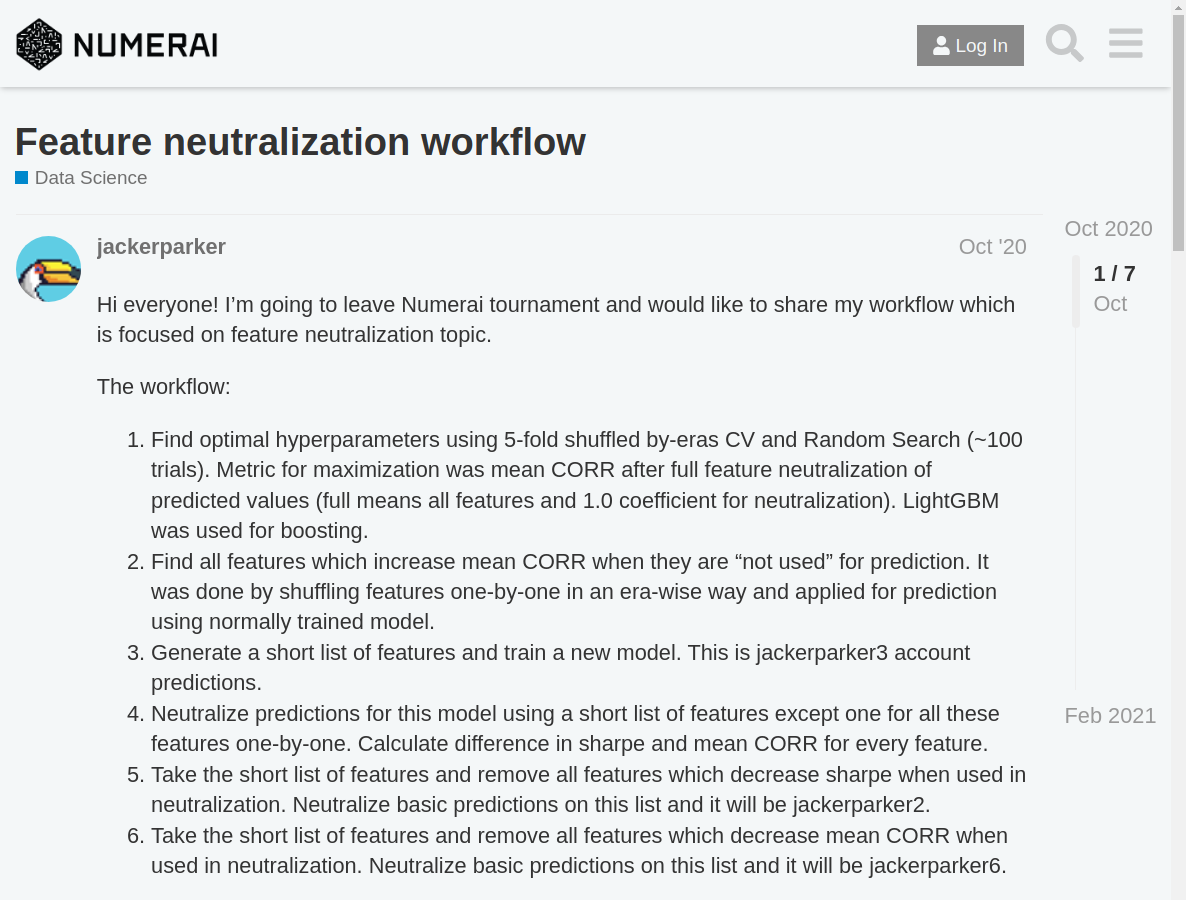 NUMERAI
Log In
Feature neutralization workflow
Data Science
jackerparker
Oct '20
Hi everyone! I’m going to leave Numerai tournament and would like to share my workflow which
is focused on feature neutralization topic.
The workflow:
1. Find optimal hyperparameters using 5-fold shuffled by-eras CV and Random Search (~100
trials). Metric for maximization was mean CORR after full feature neutralization of
predicted values (full means all features and 1.0 coefficient for neutralization). LightGBM
was used for boosting.
2. Find all features which increase mean CORR when they are “not used” for prediction. It
was done by shuffling features one-by-one in an era-wise way and applied for prediction
using normally trained model.
3. Generate a short list of features and train a new model. This is jackerparker3 account
predictions.
4. Neutralize predictions for this model using a short list of features except one for all these
features one-by-one. Calculate difference in sharpe and mean CORR for every feature.
5. Take the short list of features and remove all features which decrease sharpe when used in
neutralization. Neutralize basic predictions on this list and it will be jackerparker2.
6. Take the short list of features and remove all features which decrease mean CORR when
used in neutralization. Neutralize basic predictions on this list and it will be jackerparker6.
Oct 2020
1 / 7
Oct
Feb 2021